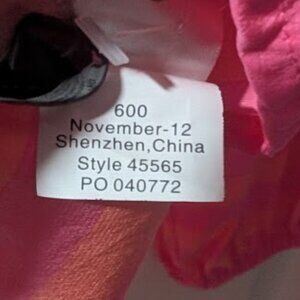 600
November-12
Shenzhen,China
Style 45565
PO 040772